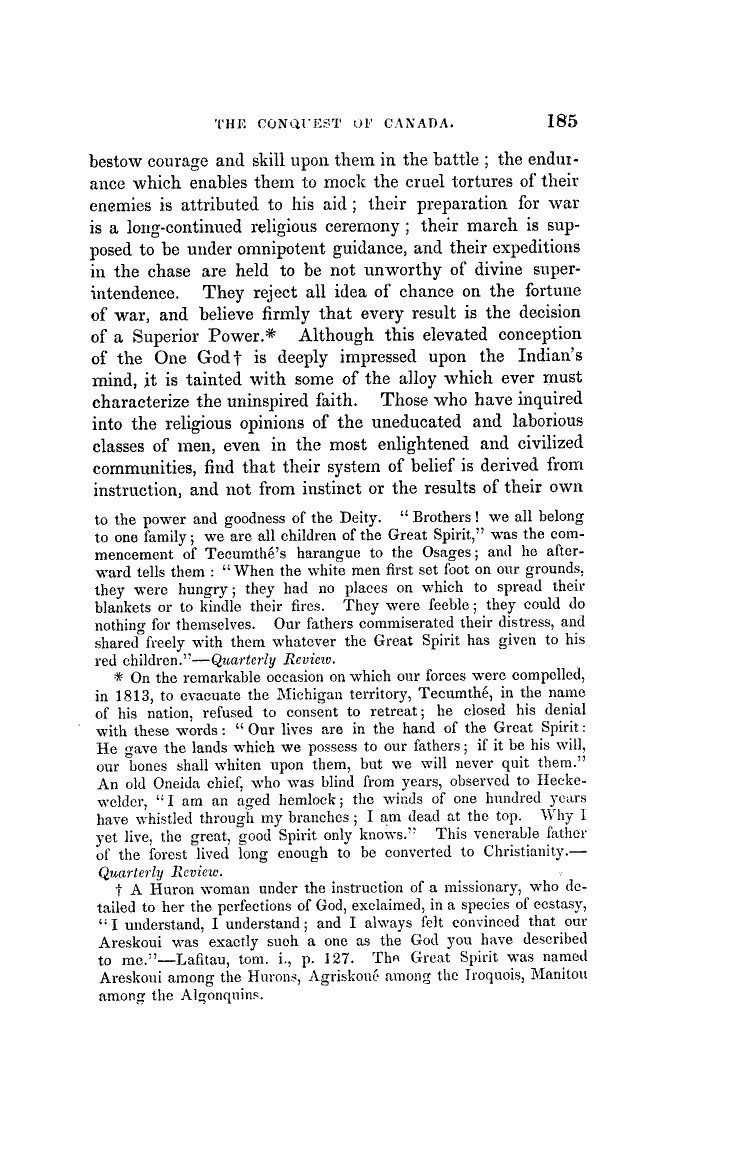 THE CONQUEST OF CANADA. 185
bestow courage and skill upon them in the battle ; the endur-
ance which enables them to mock the cruel tortures of their
enemies is attributed to his aid ; their preparation for war
is a long-continued religious ceremony ; their march is sup-
posed to be under omnipotent guidance, and their expeditions
in the chase are held to be not unworthy of divine super-
intendence. They reject all idea of chance on the fortune
of war, and believe firmly that every result is the decision
of a Superior Power.* Although this elevated conception
of the One God† is deeply impressed upon the Indian's
mind, it is tainted with some of the alloy which ever must
characterize the uninspired faith. Those who have inquired
into the religious opinions of the uneducated and laborious
classes of men, even in the most enlightened and civilized
communities, find that their system of belief is derived from
instruction, and not from instinct or the results of their own
to the power and goodness of the Deity. "Brothers! we all belong
to one family ; we are all children of the Great Spirit," was the com-
mencement of Tecumthé's harangue to the Osages ; and he after-
ward tells them : "When the white men first set foot on our grounds,
they were hungry ; they had no places on which to spread their
blankets or to kindle their fires. They were feeble ; they could do
nothing for themselves. Our fathers commiserated their distress, and
shared freely with them whatever the Great Spirit has given to his
red children."—Quarterly Review.
* On the remarkable occasion on which our forces were compelled,
in 1813, to evacuate the Michigan territory, Tecumthé, in the name
of his nation, refused to consent to retreat ; he closed his denial
with these words : "Our lives are in the hand of the Great Spirit :
He gave the lands which we possess to our fathers ; if it be his will,
our bones shall whiten upon them, but we will never quit them."
An old Oneida chief, who was blind from years, observed to Hecke-
welder, "I am an aged hemlock ; the winds of one hundred years
have whistled through my branches ; I am dead at the top. Why I
yet live, the great, good Spirit only knows." This venerable father
of the forest lived long enough to be converted to Christianity.—
Quarterly Review.
† A Huron woman under the instruction of a missionary, who de-
tailed to her the perfections of God, exclaimed, in a species of ecstasy,
"I understand, I understand ; and I always felt convinced that our
Areskoui was exactly such a one as the God you have described
to me."—Lafitau, tom. i., p. 127. The Great Spirit was named
Areskoui among the Hurons, Agriskoué among the Iroquois, Manitou
among the Algonquins.